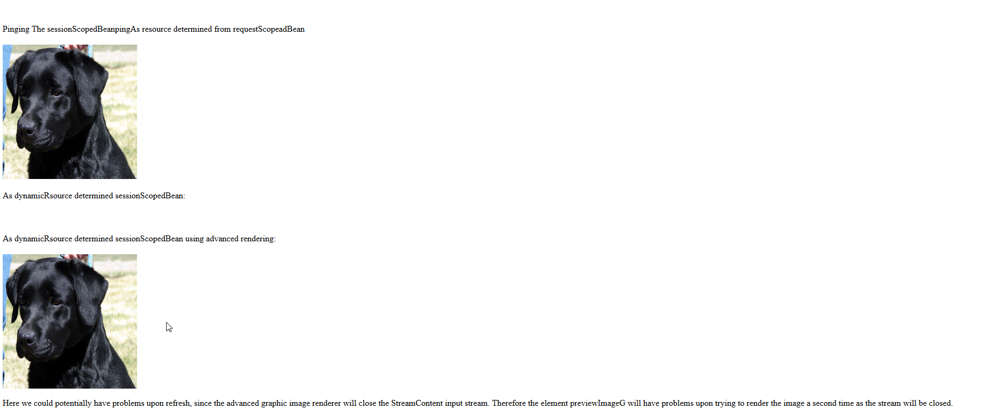 Pinging The sessionScopedBeanpingAs resource determined from requestScopeadBean
As dynamicRsource determined sessionScopedBean:
As dynamicRsource determined sessionScopedBean using advanced rendering:
Here we could potentially have problems upon refresh, since the advanced graphic image renderer will close the StreamContent input stream. Therefore the element previewImageG will have problems upon trying to render the image a second time as the stream will be closed.